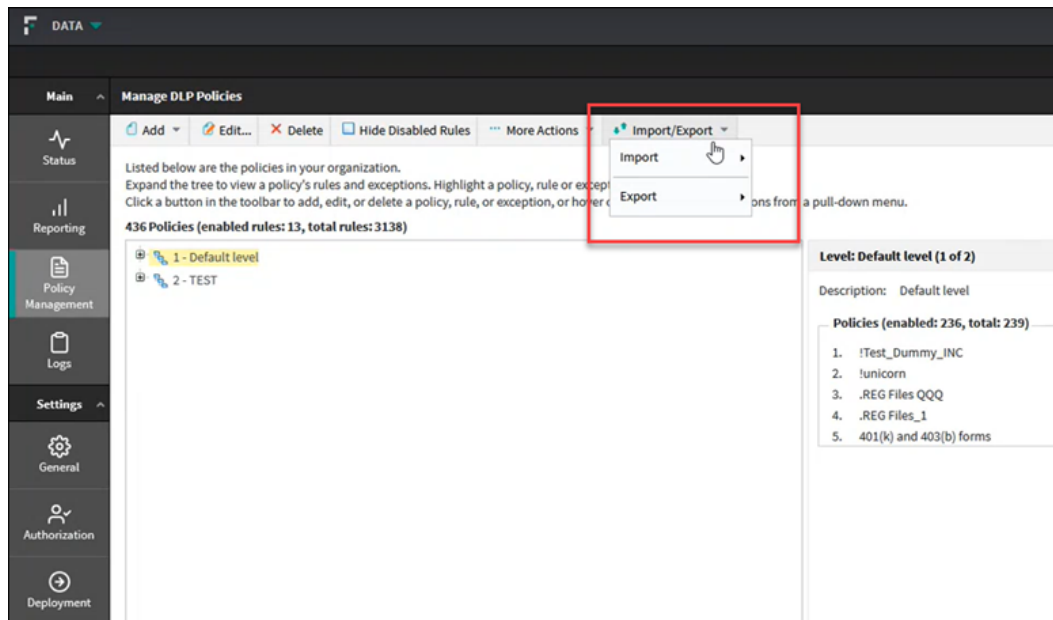 DATA
Main
Manage DLP Policies
Add
Edit...
Delete
Hide Disabled Rules
More Actions
Import/Export
Import
Export
Status
Reporting
Policy
Management
Logs
Settings
General
Authorization
Deployment
Listed below are the policies in your organization.
Expand the tree to view a policy's rules and exceptions. Highlight a policy, rule or
Click a button in the toolbar to add, edit, or delete a policy, rule, or exception, or from a pull-down menu.
436 Policies (enabled rules: 13, total rules: 3138)
1 - Default level
2 - TEST
Level: Default level (1 of 2)
Description: Default level
Policies (enabled: 236, total: 239)
1. !Test_Dummy_INC
2. !unicorn
3. .REG Files QQQ
4. .REG Files_1
5. 401(k) and 403(b) forms